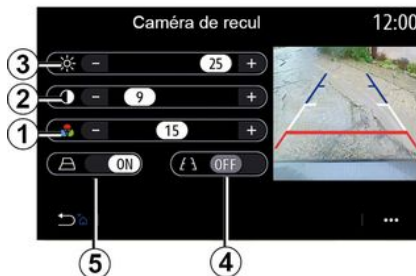 Caméra de recul 12:00
3 - 25 +
2 - 9 +
1 - 15 +
ON OFF
5 4